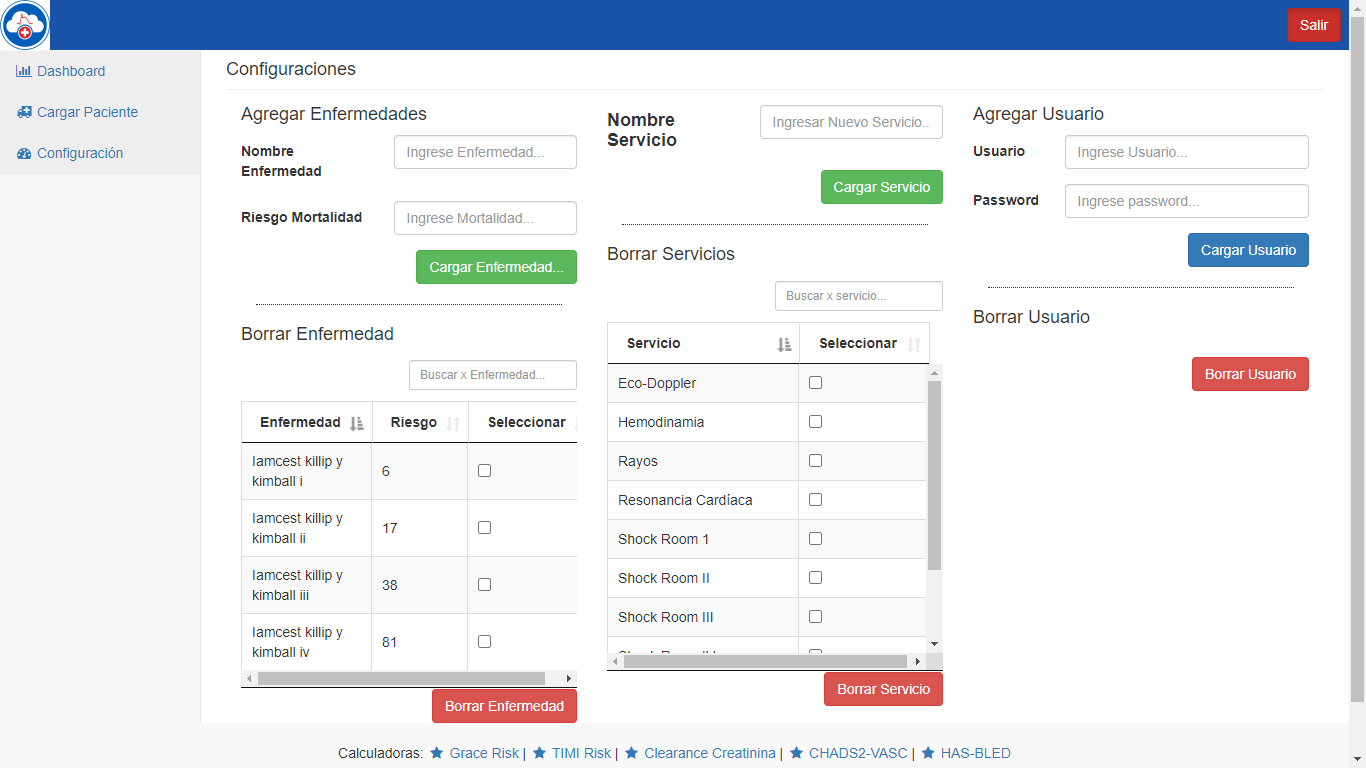 Salir
Dashboard
Cargar Paciente
Configuración
Configuraciones
Agregar Enfermedades
Nombre
Enfermedad
Ingrese Enfermedad...
Riesgo Mortalidad
Ingrese Mortalidad...
Cargar Enfermedad...
Borrar Enfermedad
Buscar x Enfermedad...
Enfermedad Riesgo Seleccionar
Iamcest killip y
kimball i
6
Iamcest killip y
kimball ii
17
Iamcest killip y
kimball iii
38
Iamcest killip y
kimball iv
81
Borrar Enfermedad
Nombre
Servicio
Ingresar Nuevo Servicio..
Cargar Servicio
Borrar Servicios
Buscar x servicio...
Servicio Seleccionar
Eco-Doppler
Hemodinamia
Rayos
Resonancia Cardíaca
Shock Room 1
Shock Room II
Shock Room III
Shock Room IV
Borrar Servicio
Agregar Usuario
Usuario
Ingrese Usuario...
Password
Ingrese password...
Cargar Usuario
Borrar Usuario
Borrar Usuario
Calculadoras: Grace Risk | TIMI Risk | Clearance Creatinina | CHADS2-VASC | HAS-BLED